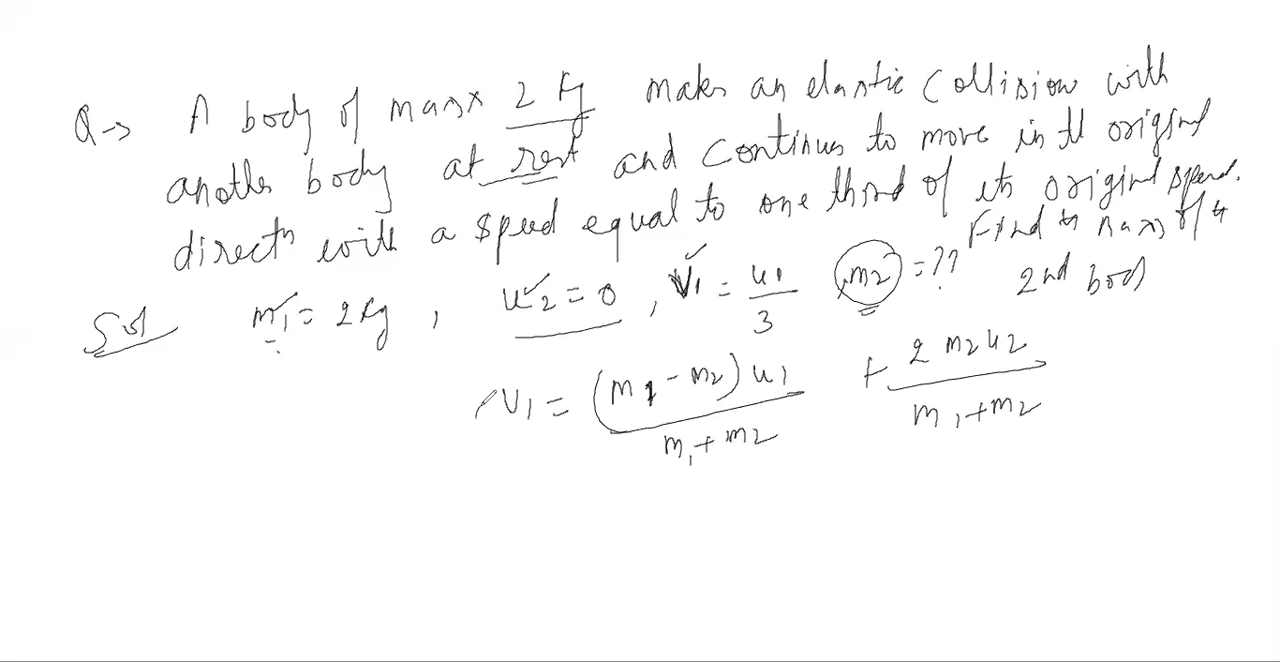 Q→ A body of mass 2 Kg makes an elastic collision with
another body at rest and continues to move in the original
directn with a speed equal to one third of its original speed.
Find the mass of the
2nd body
Sol m1 = 2 Kg , u2 = 0 , V1 = u1/3 m2 = ??
V1 = (m1 - m2) u1 / m1 + m2 + 2 m2 u2 / m1 + m2